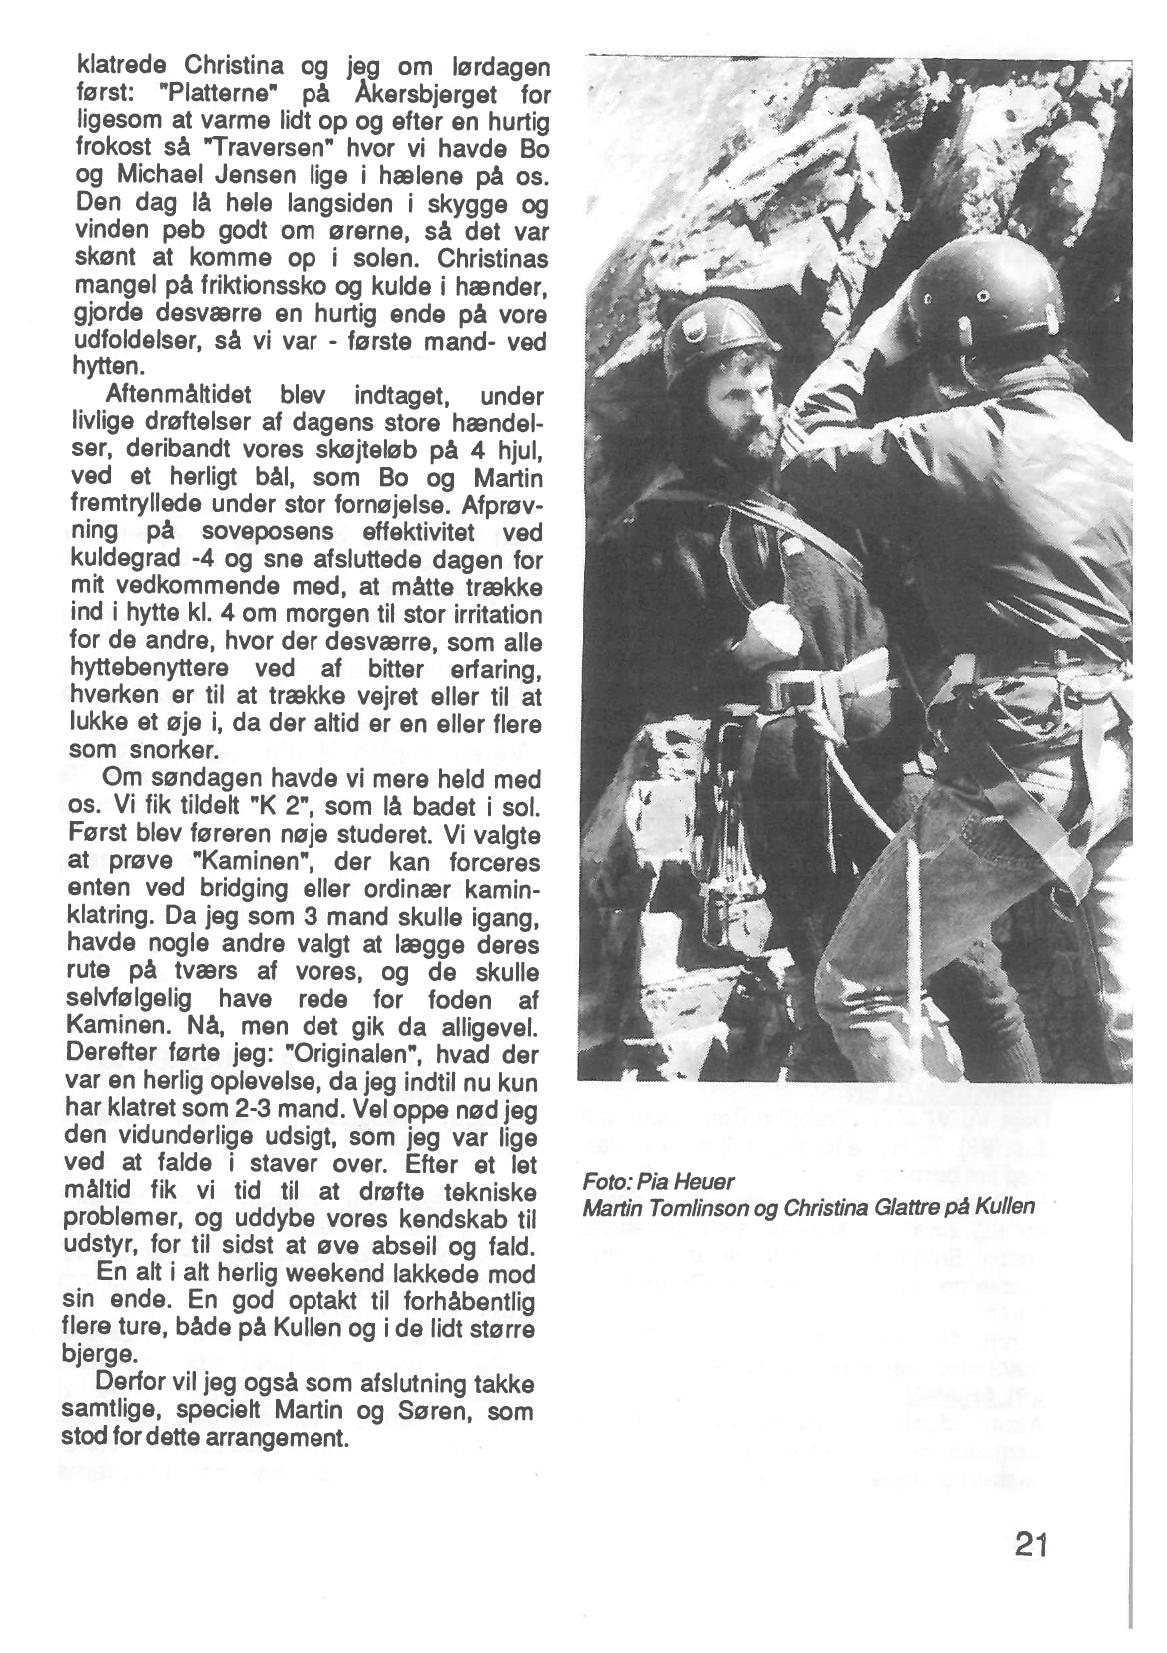 klatrede Christina og jeg om lørdagen
først: "Platterne" på Åkersbjerget for
ligesom at varme lidt op og efter en hurtig
frokost så "Traversen" hvor vi havde Bo
og Michael Jensen lige i hælene på os.
Den dag lå hele langsiden i skygge og
vinden peb godt om ørerne, så det var
skønt at komme op i solen. Christinas
mangel på friktionssko og kulde i hænder,
gjorde desværre en hurtig ende på vore
udfoldelser, så vi var - første mand- ved
hytten.
Aftenmåltidet blev indtaget, under
livlige drøftelser af dagens store hændel-
ser, deribandt vores skøjteløb på 4 hjul,
ved et herligt bål, som Bo og Martin
fremtryllede under stor fornøjelse. Afprøv-
ning på soveposens effektivitet ved
kuldegrad -4 og sne afsluttede dagen for
mit vedkommende med, at måtte trække
ind i hytte kl. 4 om morgen til stor irritation
for de andre, hvor der desværre, som alle
hyttebenyttere ved af bitter erfaring,
hverken er til at trække vejret eller til at
lukke et øje i, da der altid er en eller flere
som snorker.
Om søndagen havde vi mere held med
os. Vi fik tildelt "K 2", som lå badet i sol.
Først blev føreren nøje studeret. Vi valgte
at prøve "Kaminen", der kan forceres
enten ved bridging eller ordinær kamin-
klatring. Da jeg som 3 mand skulle igang,
havde nogle andre valgt at lægge deres
rute på tværs af vores, og de skulle
selvfølgelig have rede for foden af
Kaminen. Nå, men det gik da alligevel.
Derefter førte jeg: "Originalen", hvad der
var en herlig oplevelse, da jeg indtil nu kun
har klatret som 2-3 mand. Vel oppe nød jeg
den vidunderlige udsigt, som jeg var lige
ved at falde i staver over. Efter et let
måltid fik vi tid til at drøfte tekniske
problemer, og uddybe vores kendskab til
udstyr, for til sidst at øve abseil og fald.
En alt i alt herlig weekend lakkede mod
sin ende. En god optakt til forhåbentlig
flere ture, både på Kullen og i de lidt større
bjerge.
Derfor vil jeg også som afslutning takke
samtlige, specielt Martin og Søren, som
stod for dette arrangement.
Foto: Pia Heuer
Martin Tomlinson og Christina Glattre på Kullen
21